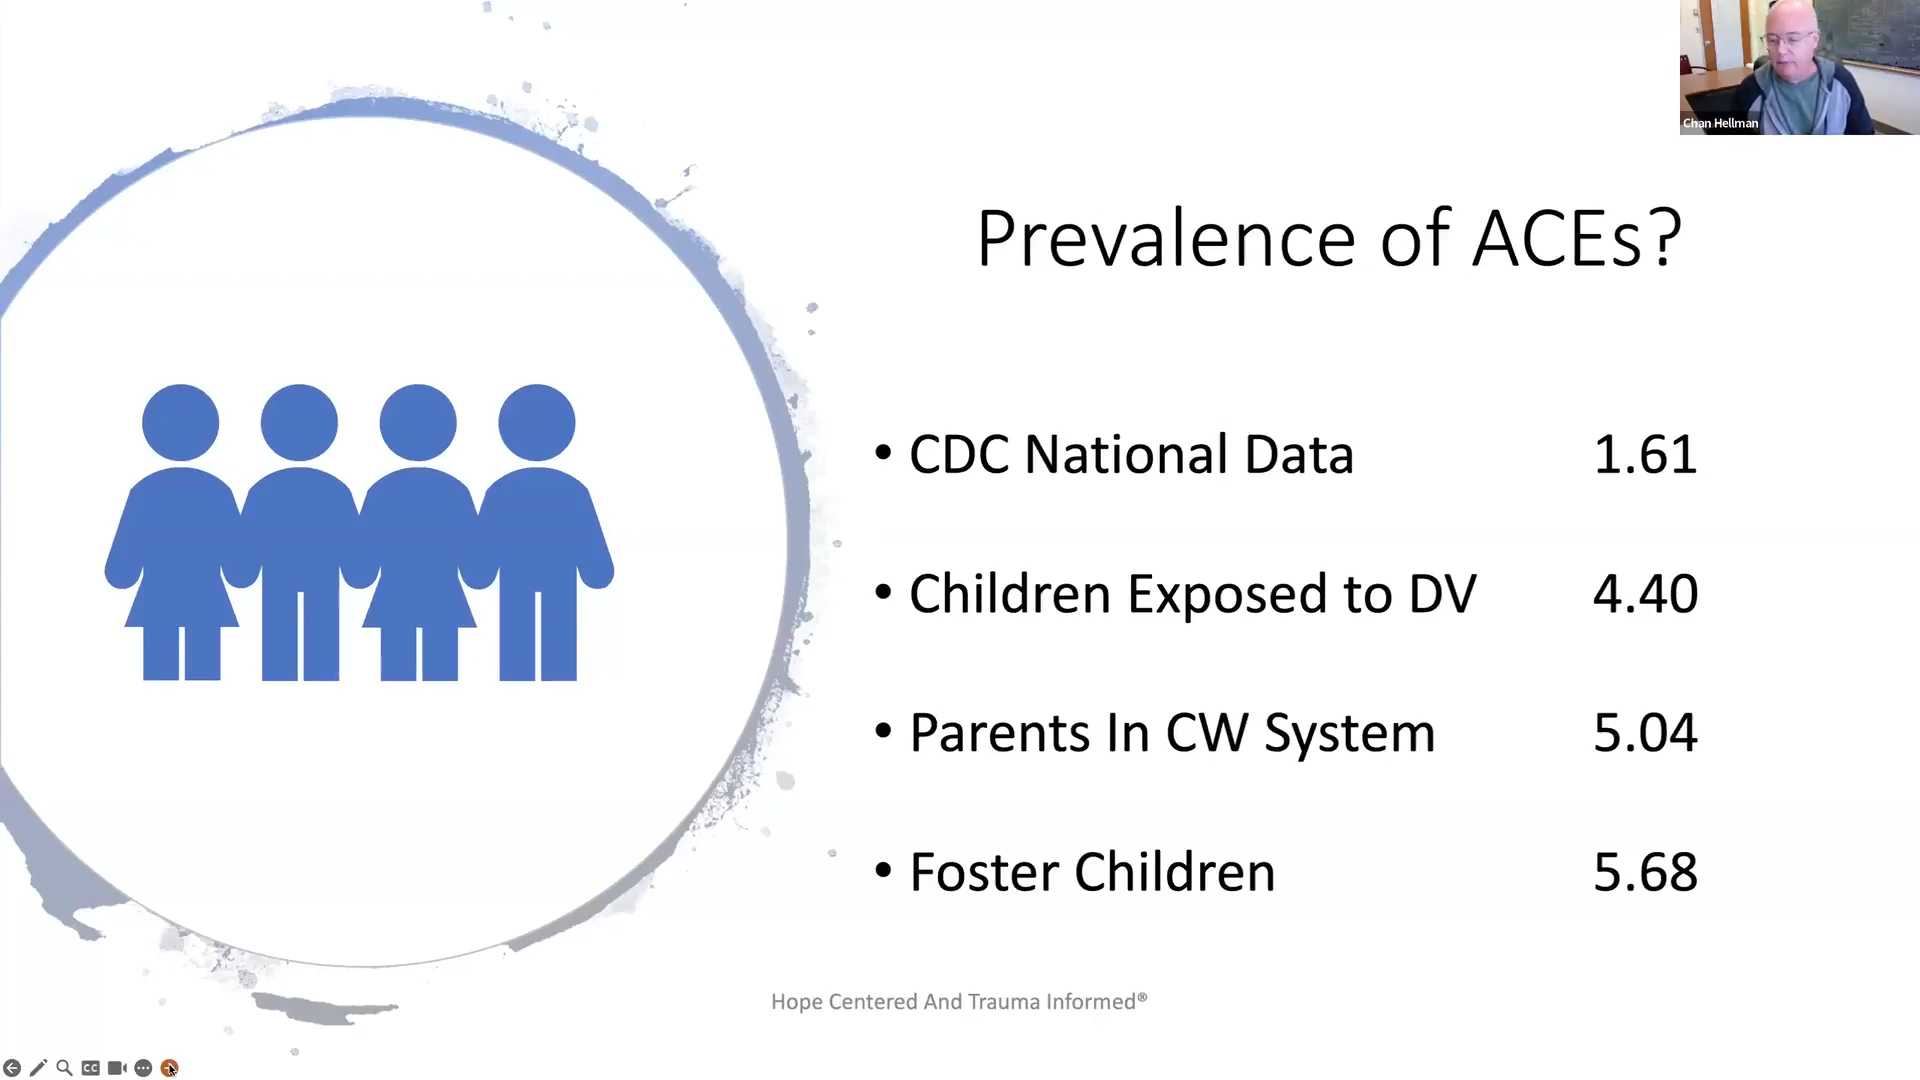 Chan Hellman
Prevalence of ACEs?
• CDC National Data 1.61
• Children Exposed to DV 4.40
• Parents In CW System 5.04
• Foster Children 5.68
Hope Centered And Trauma Informed®
CC